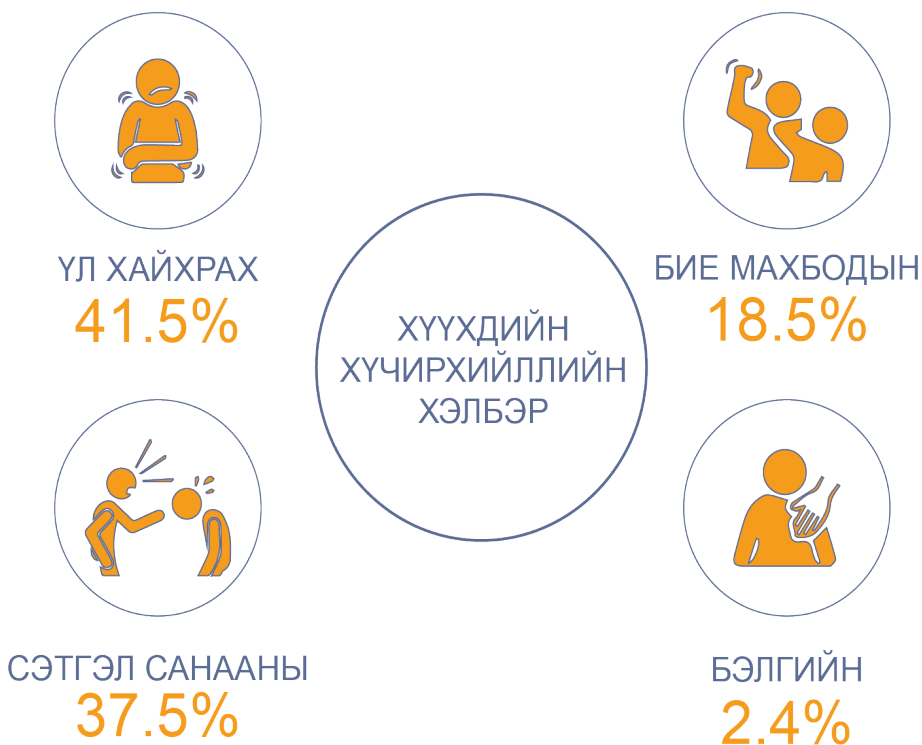 ҮЛ ХАЙХРАХ
41.5%
БИЕ МАХБОДЫН
18.5%
ХҮҮХДИЙН
ХҮЧИРХИЙЛЛИЙН
ХЭЛБЭР
СЭТГЭЛ САНААНЫ
37.5%
БЭЛГИЙН
2.4%